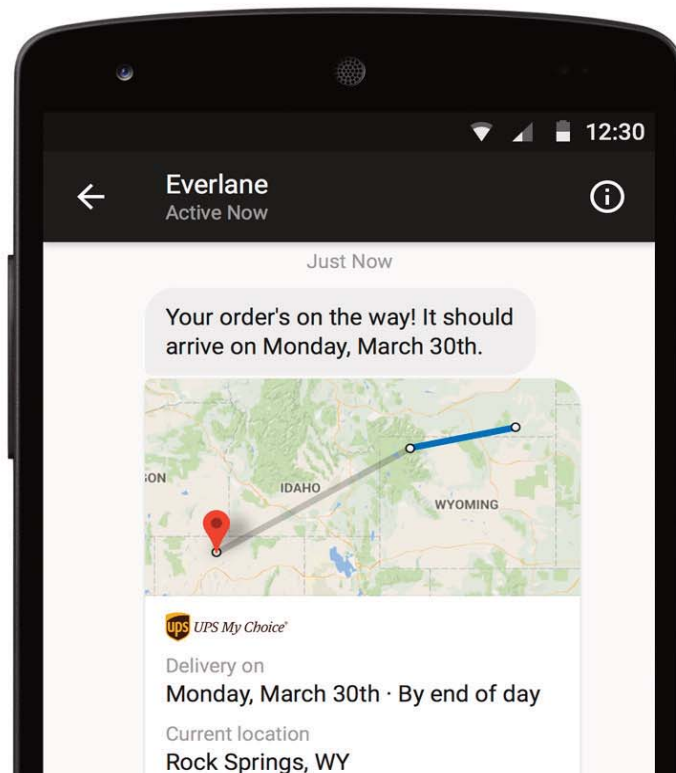 12:30
Everlane
Active Now
Just Now
Your order's on the way! It should
arrive on Monday, March 30th.
ON
IDAHO
WYOMING
ups UPS My Choice®
Delivery on
Monday, March 30th · By end of day
Current location
Rock Springs, WY